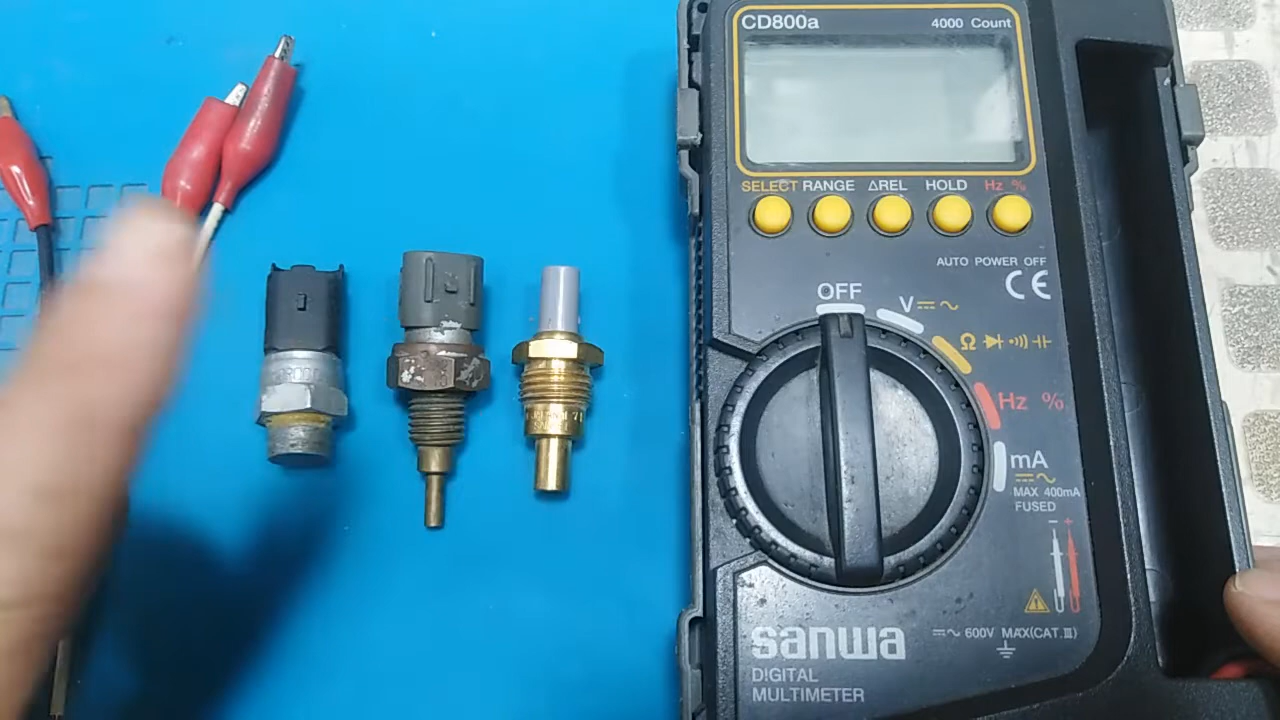 CD800a
4000 Count
SELECT RANGE ΔREL HOLD Hz %
AUTO POWER OFF
CE
OFF
V
Ω
Hz %
mA
MAX 400mA
FUSED
sanwa
600V MAX(CAT.III)
DIGITAL
MULTIMETER